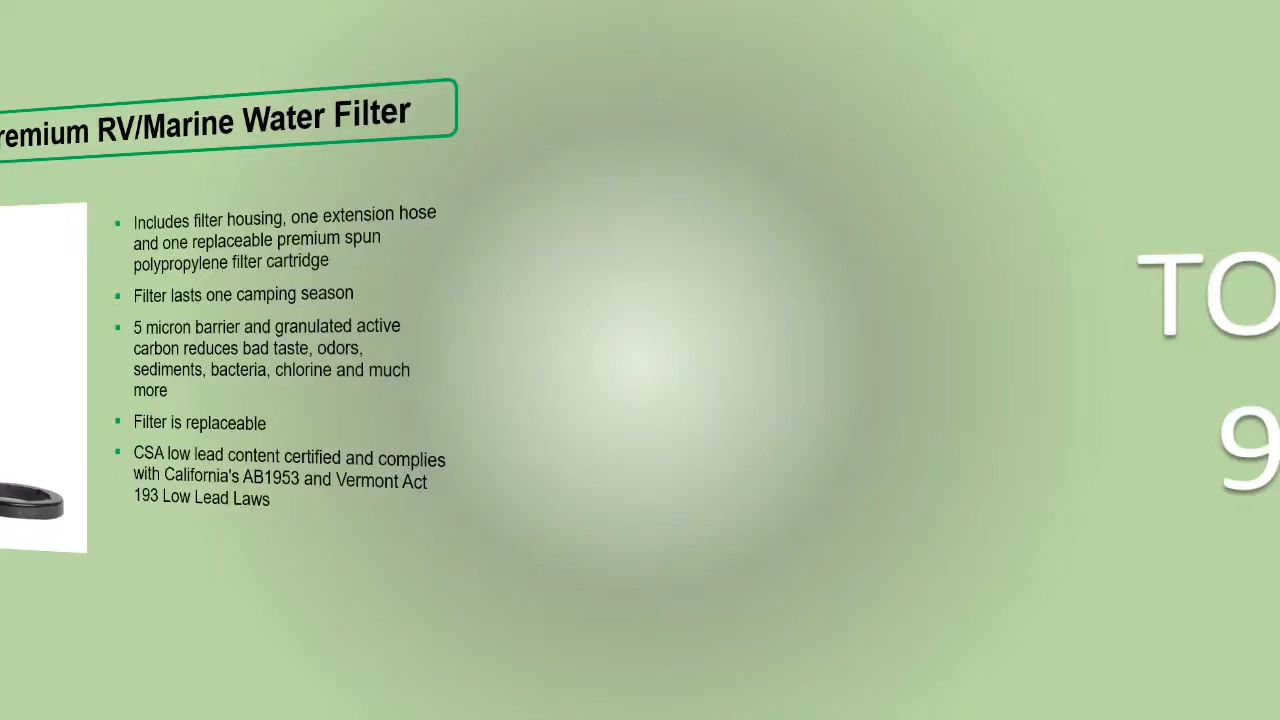 remium RV/Marine Water Filter
Includes filter housing, one extension hose
and one replaceable premium spun
polypropylene filter cartridge
Filter lasts one camping season
5 micron barrier and granulated active
carbon reduces bad taste, odors,
sediments, bacteria, chlorine and much
more
Filter is replaceable
CSA low lead content certified and complies
with California's AB1953 and Vermont Act
193 Low Lead Laws
TO
9